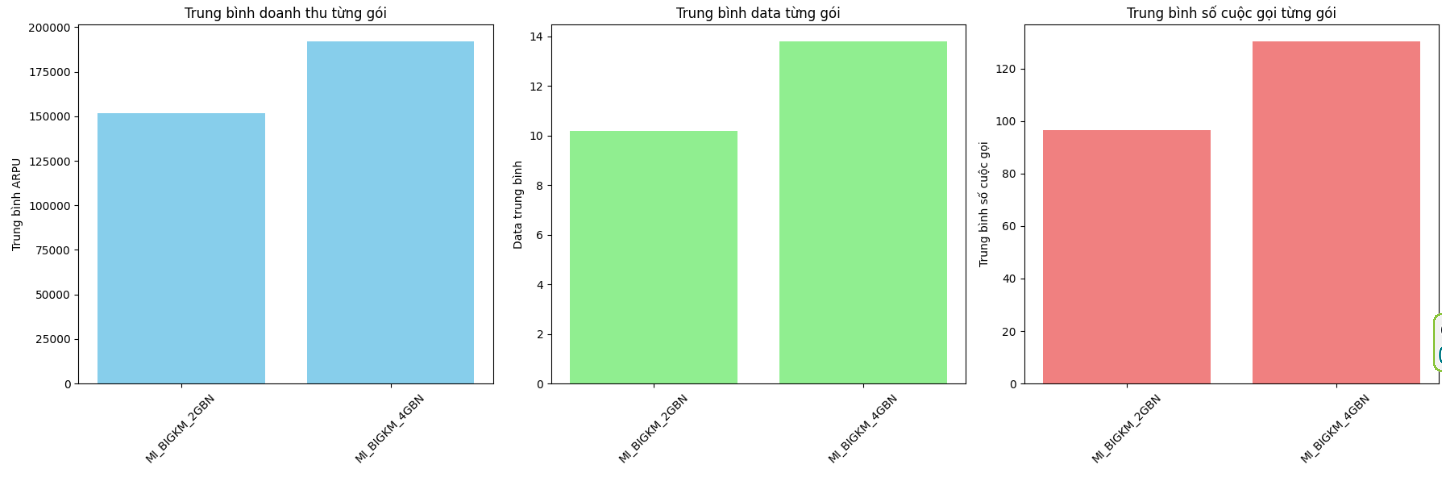 Trung bình doanh thu từng gói
Trung bình ARPU
200000
175000
150000
125000
100000
75000
50000
25000
0
MI_BIGKM_2GBN
MI_BIGKM_4GBN
Trung bình data từng gói
Data trung bình
14
12
10
8
6
4
2
0
MI_BIGKM_2GBN
MI_BIGKM_4GBN
Trung bình số cuộc gọi từng gói
Trung bình số cuộc gọi
120
100
80
60
40
20
0
MI_BIGKM_2GBN
MI_BIGKM_4GBN